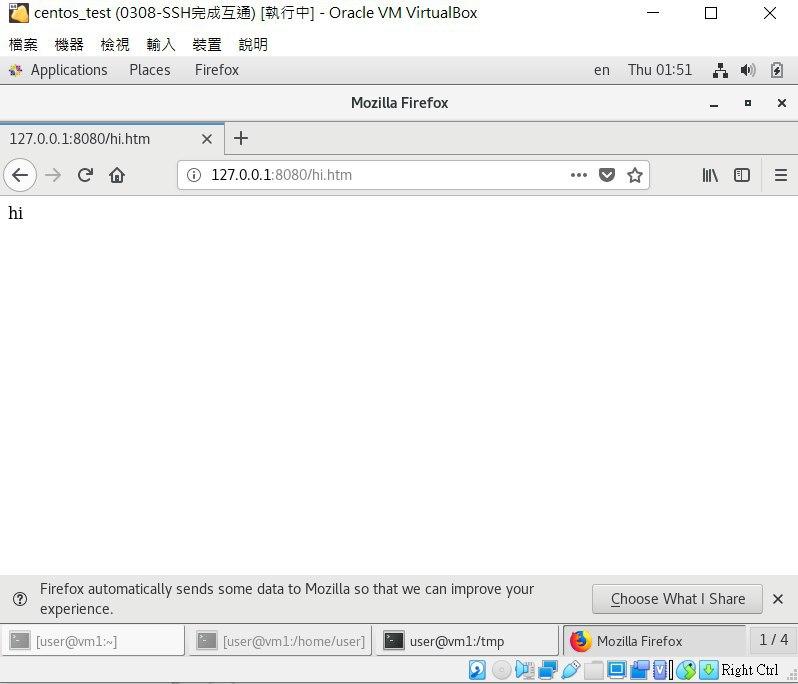 centos_test (0308-SSH完成互通) [執行中] - Oracle VM VirtualBox
檔案 機器 檢視 輸入 裝置 說明
Applications Places Firefox en Thu 01:51
Mozilla Firefox
127.0.0.1:8080/hi.htm
127.0.0.1:8080/hi.htm
hi
Firefox automatically sends some data to Mozilla so that we can improve your
experience.
Choose What I Share
[user@vm1:~] [user@vm1:/home/user] user@vm1:/tmp Mozilla Firefox 1 / 4
Right Ctrl